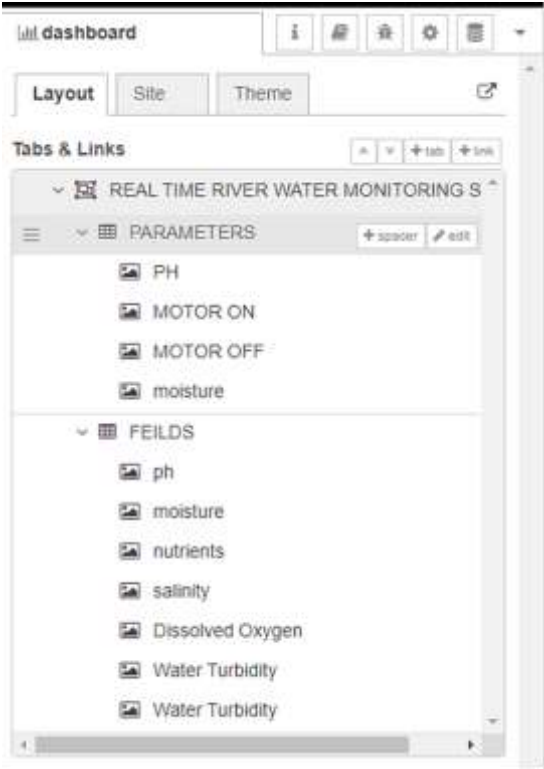 dashboard
Layout Site Theme
Tabs & Links
+ tab + link
REAL TIME RIVER WATER MONITORING S
PARAMETERS
+ spacer edit
PH
MOTOR ON
MOTOR OFF
moisture
FEILDS
ph
moisture
nutrients
salinity
Dissolved Oxygen
Water Turbidity
Water Turbidity